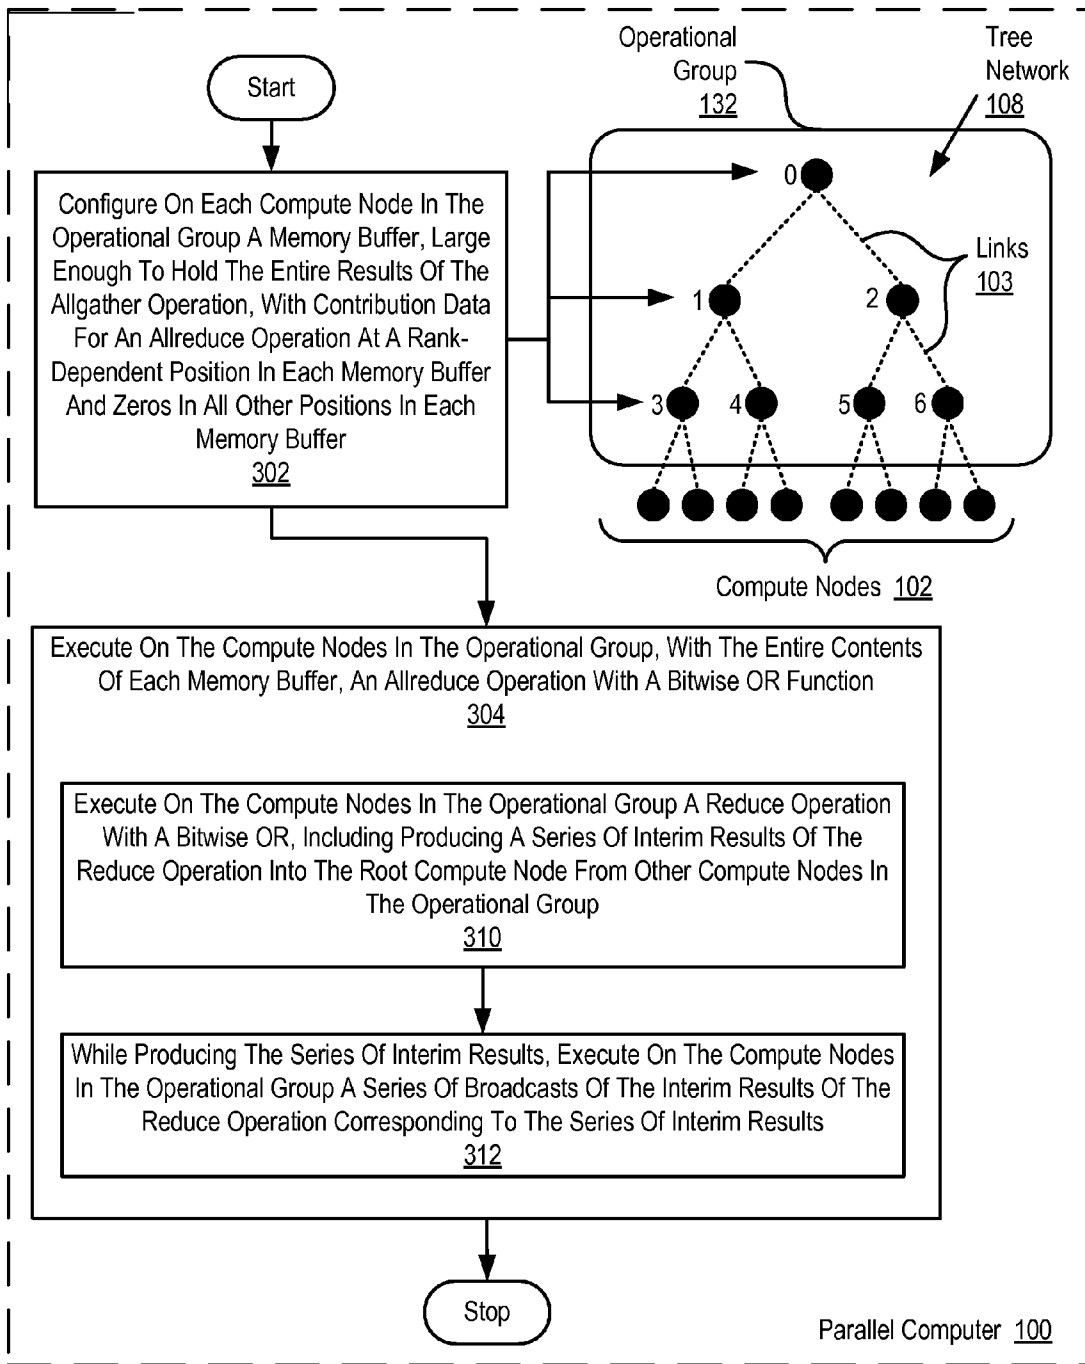 Start
Operational
Group
132
Tree
Network
108
Configure On Each Compute Node In The
Operational Group A Memory Buffer, Large
Enough To Hold The Entire Results Of The
Allgather Operation, With Contribution Data
For An Allreduce Operation At A Rank-
Dependent Position In Each Memory Buffer
And Zeros In All Other Positions In Each
Memory Buffer
302
0
1
2
Links
103
3
4
5
6
Compute Nodes 102
Execute On The Compute Nodes In The Operational Group, With The Entire Contents
Of Each Memory Buffer, An Allreduce Operation With A Bitwise OR Function
304
Execute On The Compute Nodes In The Operational Group A Reduce Operation
With A Bitwise OR, Including Producing A Series Of Interim Results Of The
Reduce Operation Into The Root Compute Node From Other Compute Nodes In
The Operational Group
310
While Producing The Series Of Interim Results, Execute On The Compute Nodes
In The Operational Group A Series Of Broadcasts Of The Interim Results Of The
Reduce Operation Corresponding To The Series Of Interim Results
312
Stop
Parallel Computer 100